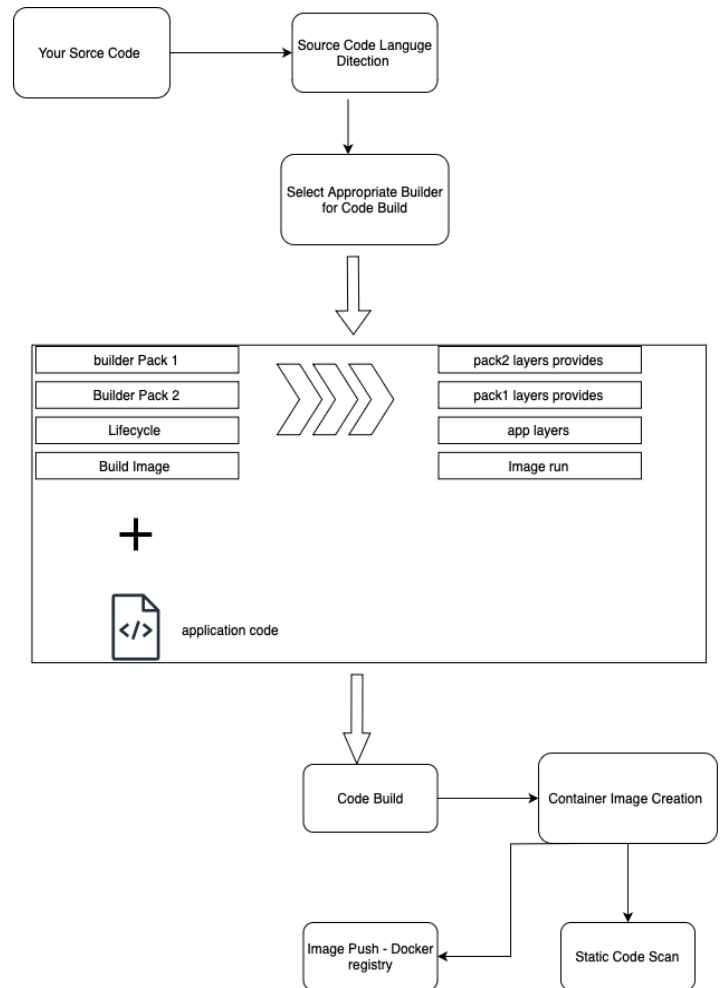 Your Sorce Code
Source Code Languge
Ditection
Select Appropriate Builder
for Code Build
builder Pack 1
pack2 layers provides
Builder Pack 2
pack1 layers provides
Lifecycle
app layers
Build Image
Image run
+
</>
application code
Code Build
Container Image Creation
Image Push - Docker
registry
Static Code Scan